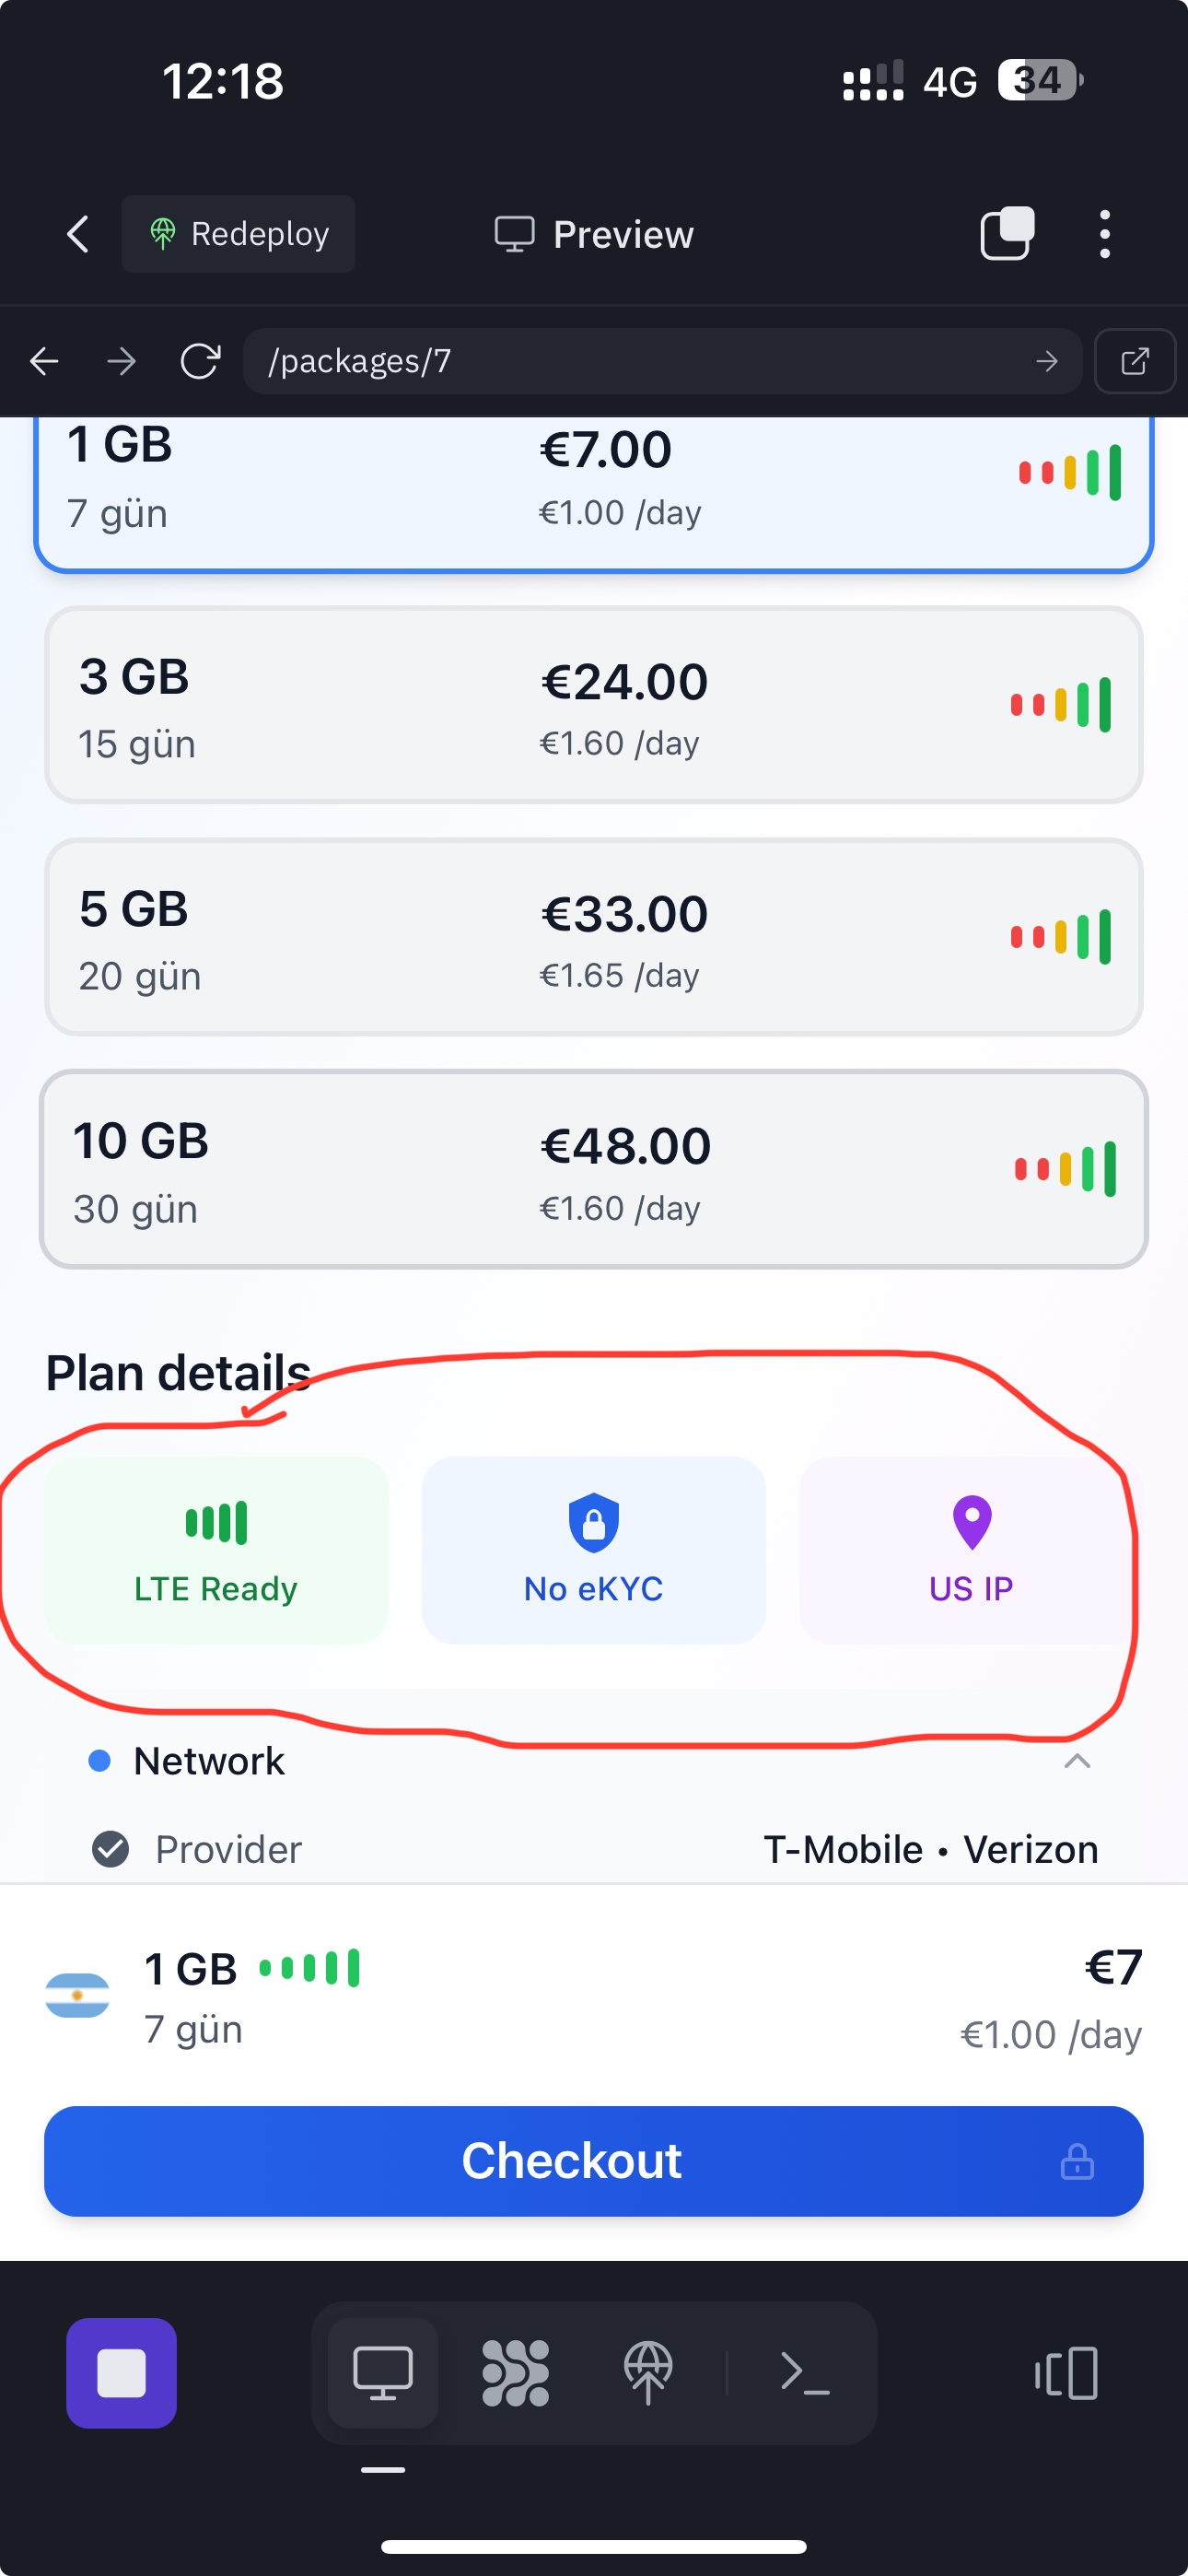 12:18
4G 34
Redeploy
Preview
/packages/7
1 GB
€7.00
7 gün
€1.00 /day
3 GB
€24.00
15 gün
€1.60 /day
5 GB
€33.00
20 gün
€1.65 /day
10 GB
€48.00
30 gün
€1.60 /day
Plan details
LTE Ready
No eKYC
US IP
Network
Provider
T-Mobile • Verizon
1 GB
€7
7 gün
€1.00 /day
Checkout